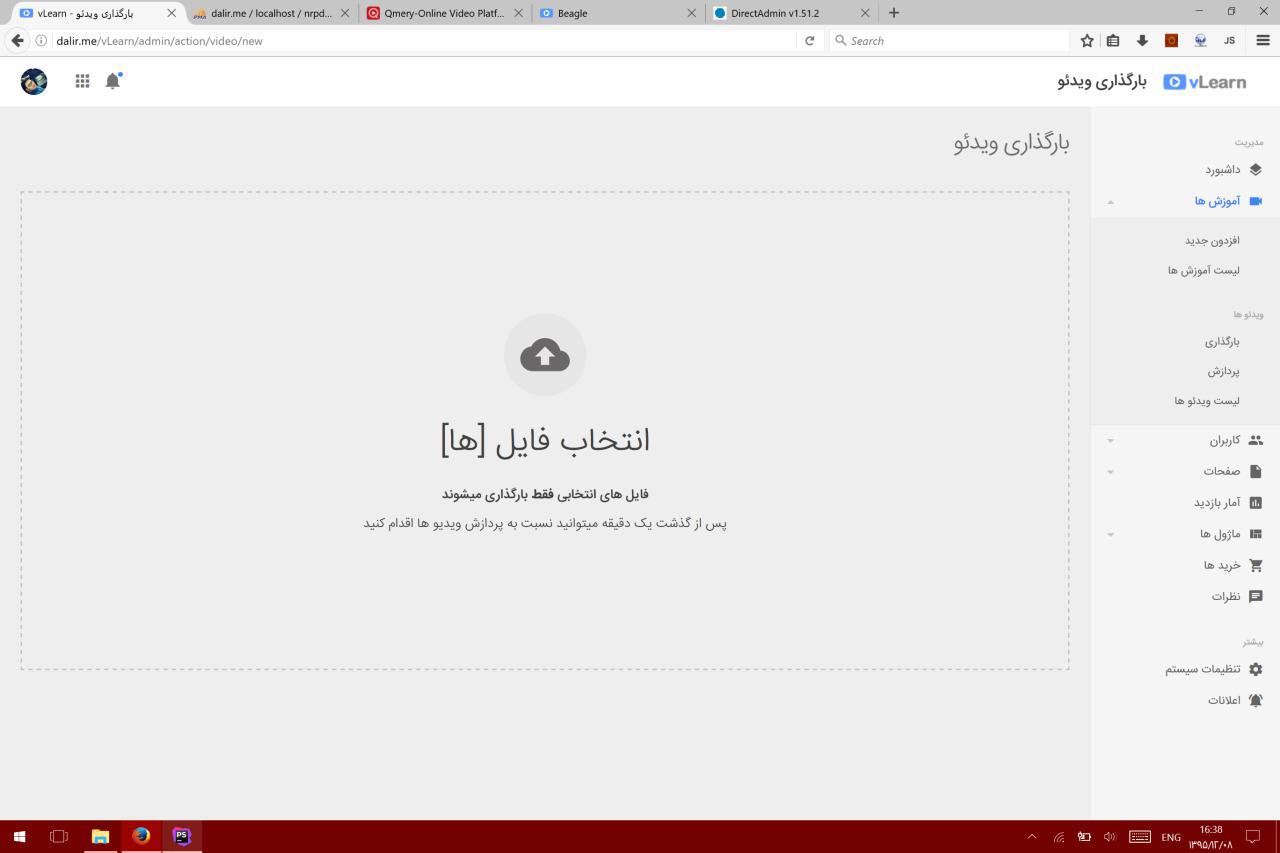 vLearn - بارگذاری ویدئو
dalir.me / localhost / nrpd...
Qmery-Online Video Platf...
Beagle
DirectAdmin v1.51.2
dalir.me/vLearn/admin/action/video/new
Search
JS
vLearn
بارگذاری ویدئو
بارگذاری ویدئو
مدیریت
داشبورد
آموزش ها
افزدون جدید
لیست آموزش ها
ویدئو ها
بارگذاری
پردازش
لیست ویدئو ها
کاربران
صفحات
آمار بازدید
ماژول ها
خرید ها
نظرات
بیشتر
تنظیمات سیستم
اعلانات
انتخاب فایل [ها]
فایل های انتخابی فقط بارگذاری میشوند
پس از گذشت یک دقیقه میتوانید نسبت به پردازش ویدیو ها اقدام کنید
PS
ENG
16:38
۱۳۹۵/۱۲/۰۸